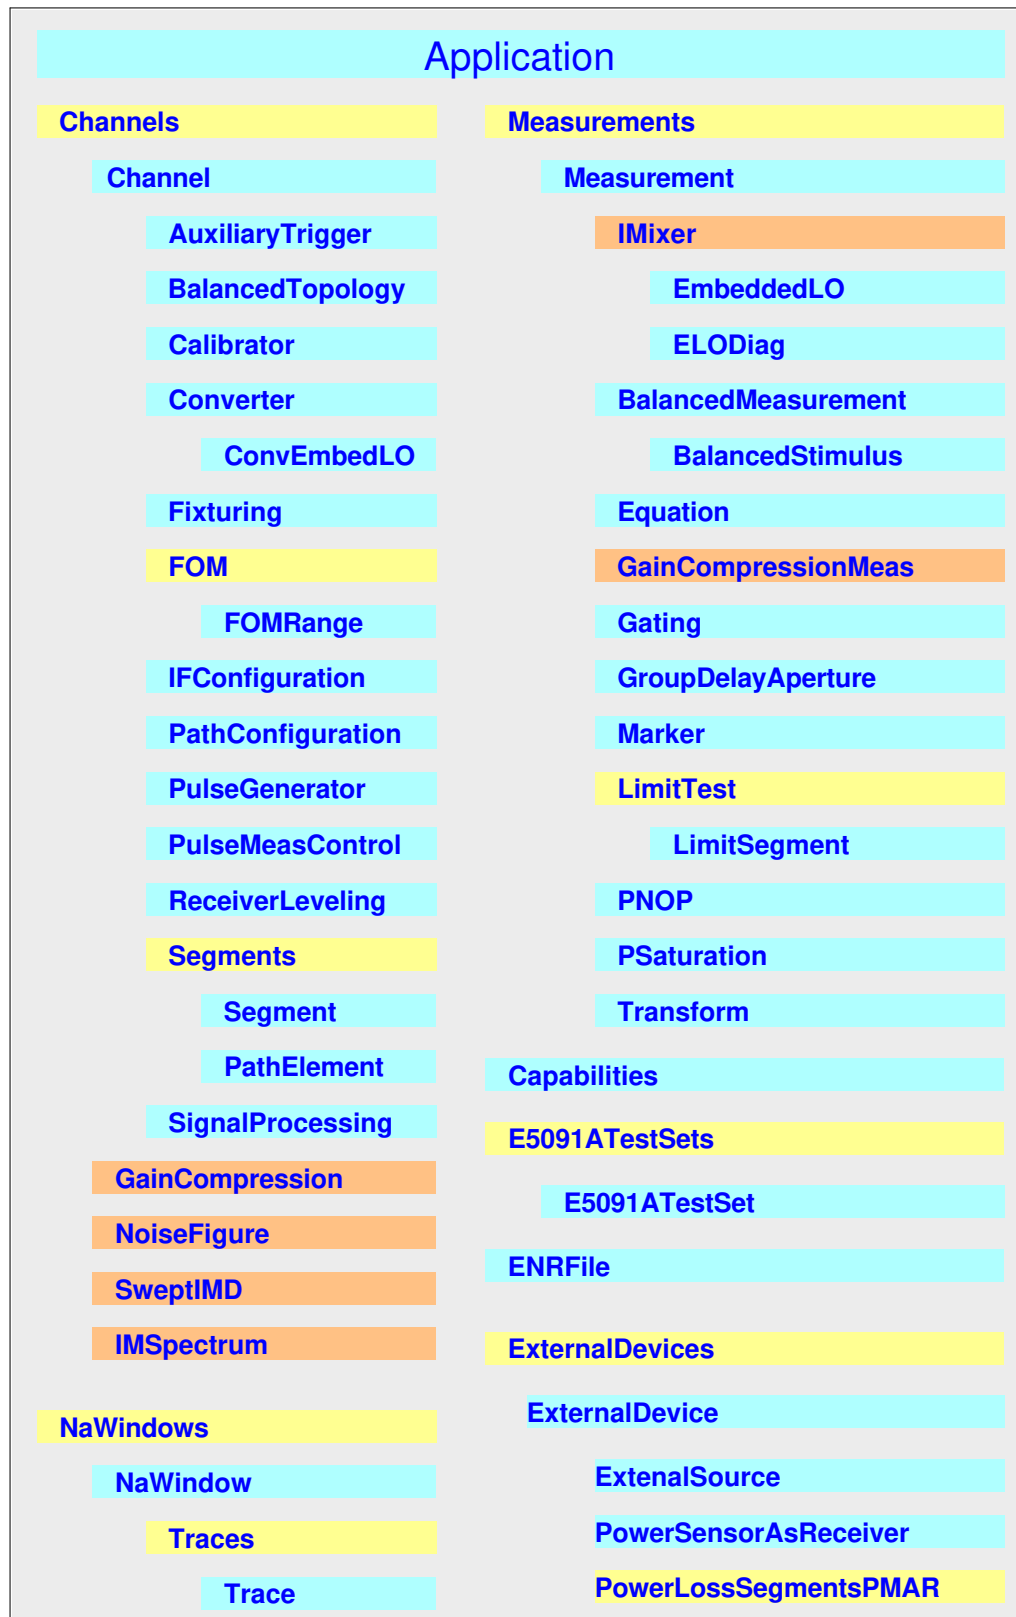 Application
Channels
Channel
AuxiliaryTrigger
BalancedTopology
Calibrator
Converter
ConvEmbedLO
Fixturing
FOM
FOMRange
IFConfiguration
PathConfiguration
PulseGenerator
PulseMeasControl
ReceiverLeveling
Segments
Segment
PathElement
SignalProcessing
GainCompression
NoiseFigure
SweptIMD
IMSpectrum
NaWindows
NaWindow
Traces
Trace
Measurements
Measurement
IMixer
EmbeddedLO
ELODiag
BalancedMeasurement
BalancedStimulus
Equation
GainCompressionMeas
Gating
GroupDelayAperture
Marker
LimitTest
LimitSegment
PNOP
PSaturation
Transform
Capabilities
E5091ATestSets
E5091ATestSet
ENRFile
ExternalDevices
ExternalDevice
ExtenalSource
PowerSensorAsReceiver
PowerLossSegmentsPMAR